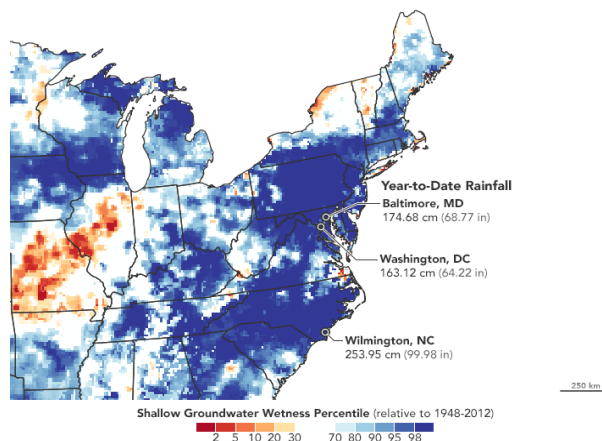 Year-to-Date Rainfall
Baltimore, MD
174.68 cm (68.77 in)
Washington, DC
163.12 cm (64.22 in)
Wilmington, NC
253.95 cm (99.98 in)
250 km
Shallow Groundwater Wetness Percentile (relative to 1948-2012)
2 5 10 20 30 70 80 90 95 98